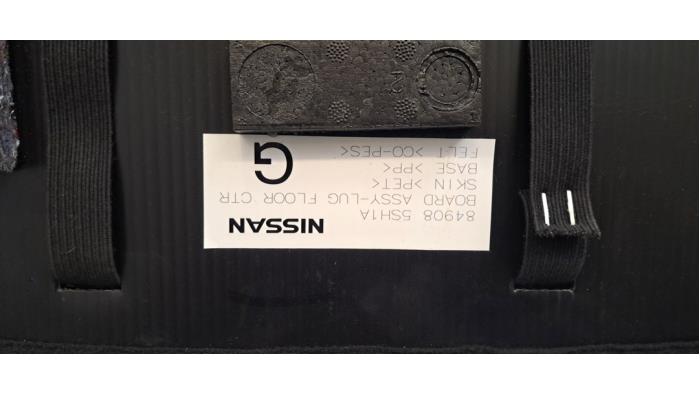 NISSAN
84908 5SH1A
BOARD ASSY-LUG FLOOR CTR
SKIN >PET<
BASE >PP<
FELT >CO-PES<
G